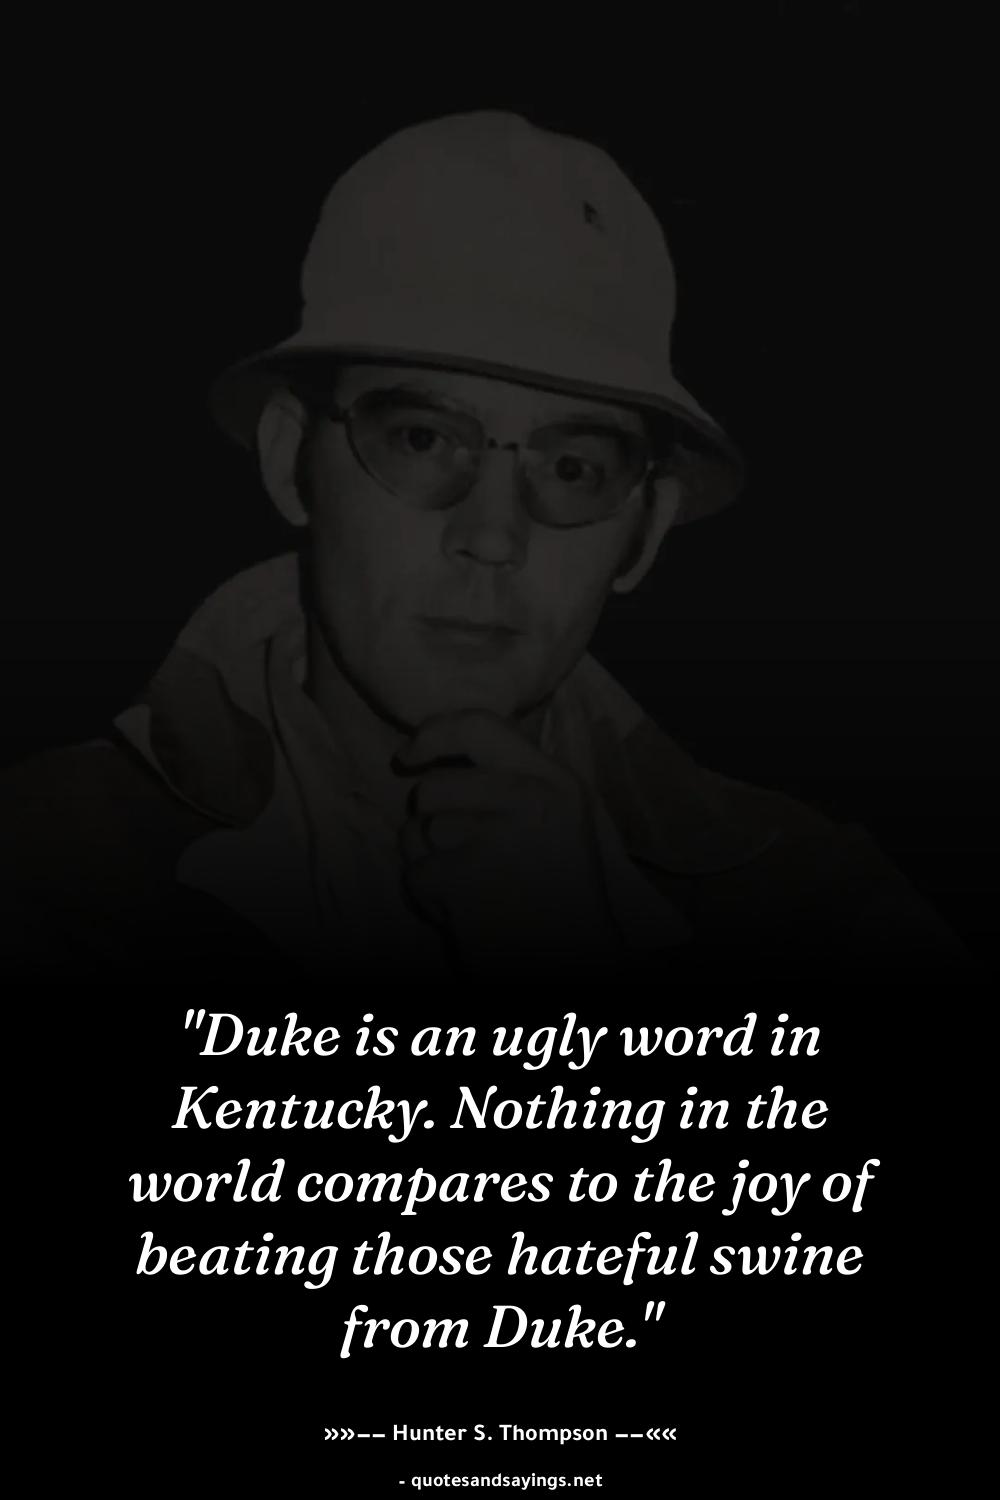 "Duke is an ugly word in
Kentucky. Nothing in the
world compares to the joy of
beating those hateful swine
from Duke."
»»−− Hunter S. Thompson −−««
- quotesandsayings.net